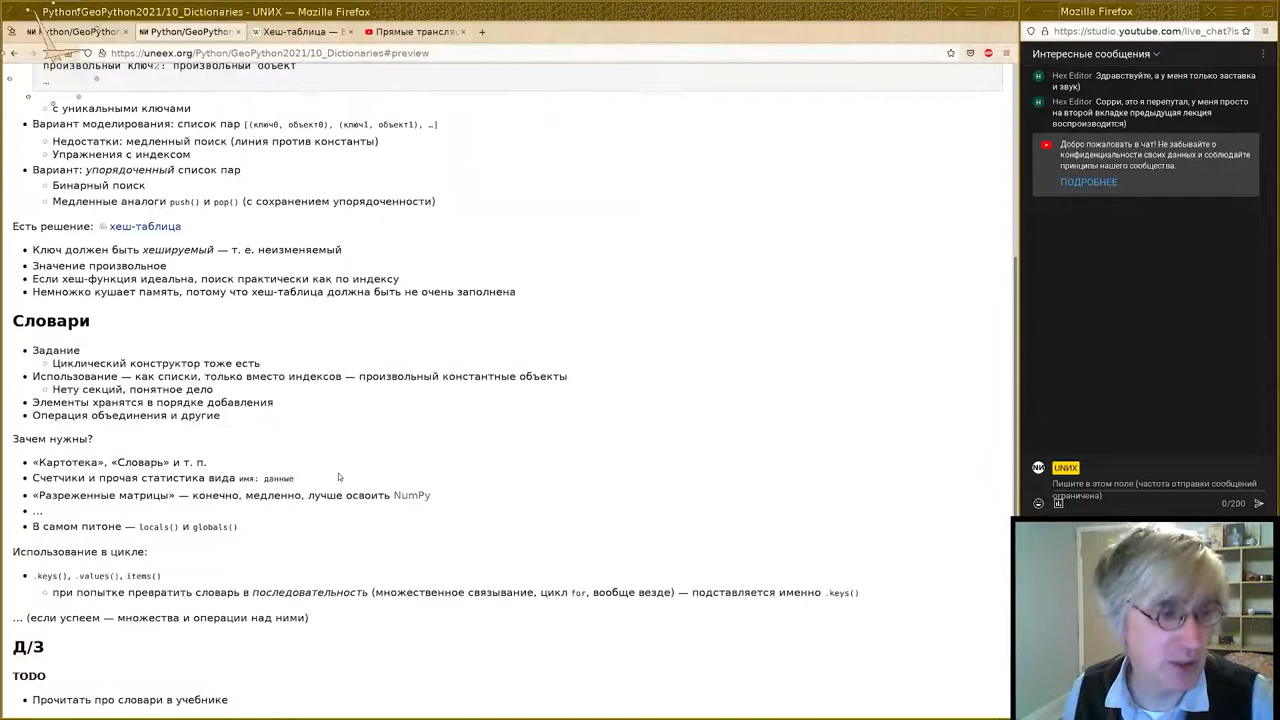 Python/GeoPython2021/10_Dictionaries - UNИX — Mozilla Firefox
Mozilla Firefox
Python/GeoPython2021
Python/GeoPython2021
Хеш-таблица — В
Прямые трансляц
https://uneex.org/Python/GeoPython2021/10_Dictionaries#preview
https://studio.youtube.com/live_chat?is
произвольный ключ2: произвольный объект
…
с уникальными ключами
Вариант моделирования: список пар [(ключ0, объект0), (ключ1, объект1), …]
Недостатки: медленный поиск (линия против константы)
Упражнения с индексом
Вариант: упорядоченный список пар
Бинарный поиск
Медленные аналоги push() и pop() (с сохранением упорядоченности)
Есть решение: хеш-таблица
Ключ должен быть хешируемый — т. е. неизменяемый
Значение произвольное
Если хеш-функция идеальна, поиск практически как по индексу
Немножко кушает память, потому что хеш-таблица должна быть не очень заполнена
Словари
Задание
Циклический конструктор тоже есть
Использование — как списки, только вместо индексов — произвольный константные объекты
Нету секций, понятное дело
Элементы хранятся в порядке добавления
Операция объединения и другие
Зачем нужны?
«Картотека», «Словарь» и т. п.
Счетчики и прочая статистика вида имя: данные
«Разреженные матрицы» — конечно, медленно, лучше освоить NumPy
…
В самом питоне — locals() и globals()
Использование в цикле:
.keys(), .values(), items()
при попытке превратить словарь в последовательность (множественное связывание, цикл for, вообще везде) — подставляется именно .keys()
… (если успеем — множества и операции над ними)
Д/З
TODO
Прочитать про словари в учебнике
Интересные сообщения
Hex Editor Здравствуйте, а у меня только заставка
и звук)
Hex Editor Сорри, это я перепутал, у меня просто
на второй вкладке предыдущая лекция
воспроизводится)
Добро пожаловать в чат! Не забывайте о
конфиденциальности своих данных и соблюдайте
принципы нашего сообщества.
ПОДРОБНЕЕ
UNИX
Пишите в этом поле (частота отправки сообщений
ограничена)
0/200